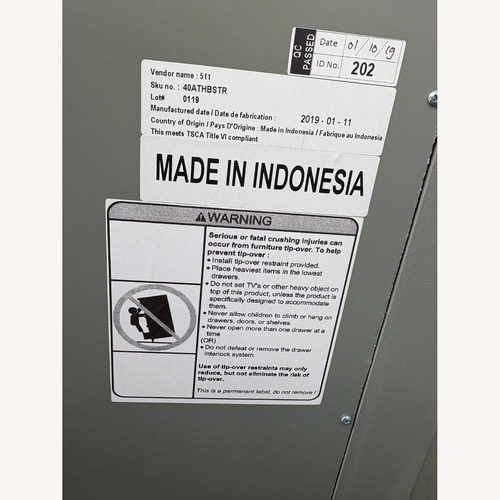 QC PASSED
Date 01/10/19
ID No. 202
Vendor name : 511
Sku no. : 40ATHBSTR
Lot# 0119
Manufactured date / Date de fabrication : 2019 - 01 - 11
Country of Origin / Pays D'Origine : Made in Indonesia / Fabrique au Indonesia
This meets TSCA Title VI compliant
MADE IN INDONESIA
WARNING
Serious or fatal crushing injuries can
occur from furniture tip-over. To help
prevent tip-over :
• Install tip-over restraint provided.
• Place heaviest items in the lowest
drawers.
• Do not set TV's or other heavy object on
top of this product, unless the product is
specifically designed to accommodate
them.
• Never allow children to climb or hang on
drawers, doors, or shelves.
• Never open more than one drawer at a
time
(OR)
• Do not defeat or remove the drawer
interlock system.
Use of tip-over restraints may only
reduce, but not eliminate the risk of
tip-over.
This is a permanent label, do not remove !